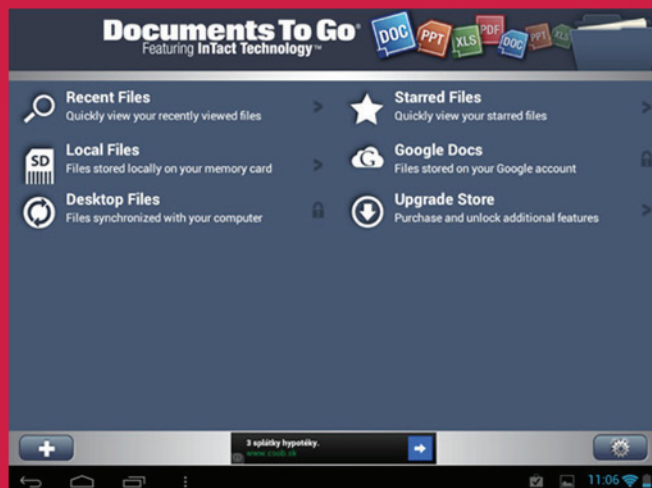 Documents To Go®
Featuring InTact Technology™
DOC PPT XLS PDF DOC PPT XLS
Recent Files
Quickly view your recently viewed files
Starred Files
Quickly view your starred files
SD
Local Files
Files stored locally on your memory card
G
Google Docs
Files stored on your Google account
Desktop Files
Files synchronized with your computer
Upgrade Store
Purchase and unlock additional features
3 splátky hypotéky.
www.csob.sk
11:06